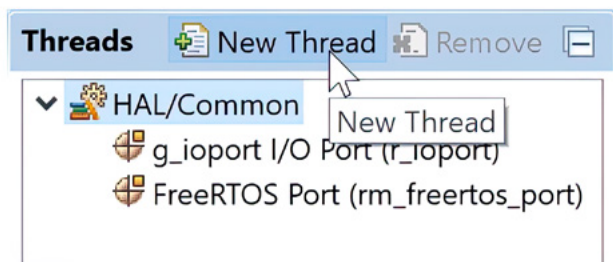 Threads New Thread Remove
HAL/Common
New Thread
g_ioport I/O Port (r_ioport)
FreeRTOS Port (rm_freertos_port)